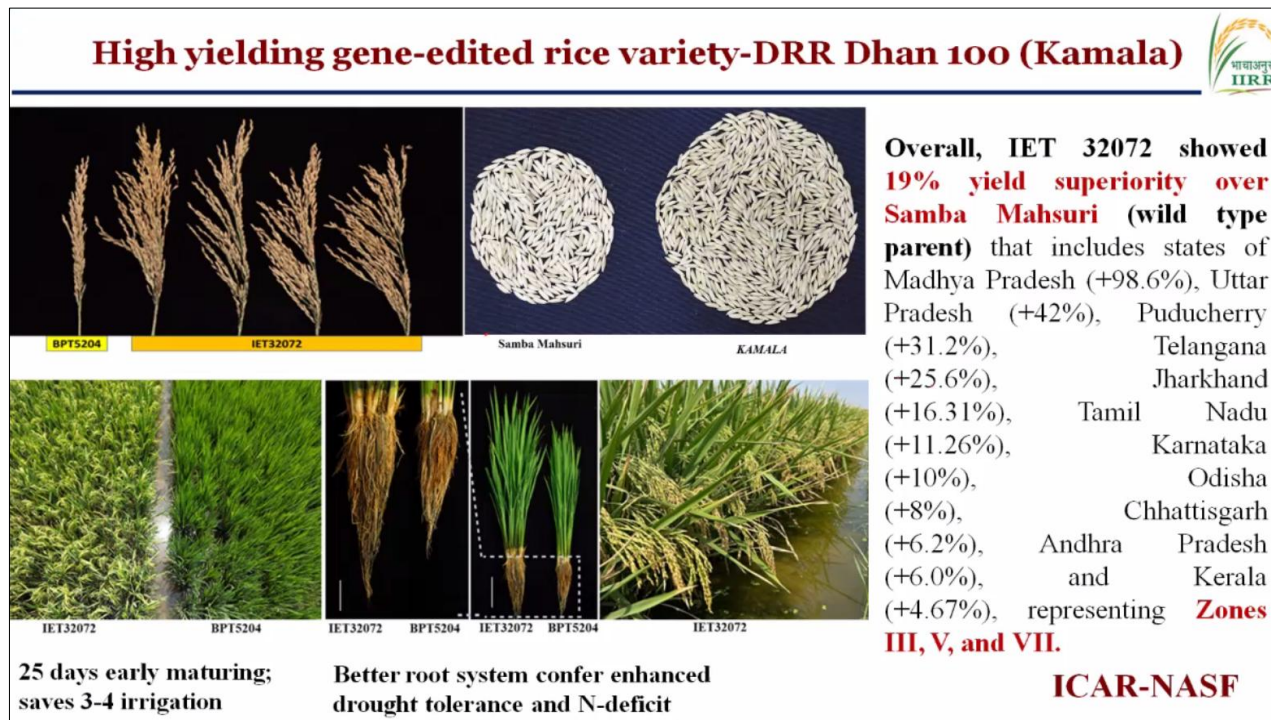 High yielding gene-edited rice variety-DRR Dhan 100 (Kamala)
IIRR
BPT5204
IET32072
Samba Mahsuri
KAMALA
IET32072
BPT5204
IET32072
BPT5204
IET32072
BPT5204
IET32072
25 days early maturing;
saves 3-4 irrigation
Better root system confer enhanced
drought tolerance and N-deficit
Overall, IET 32072 showed
19% yield superiority over
Samba Mahsuri (wild type
parent) that includes states of
Madhya Pradesh (+98.6%), Uttar
Pradesh (+42%), Puducherry
(+31.2%), Telangana
(+25.6%), Jharkhand
(+16.31%), Tamil Nadu
(+11.26%), Karnataka
(+10%), Odisha
(+8%), Chhattisgarh
(+6.2%), Andhra Pradesh
(+6.0%), and Kerala
(+4.67%), representing Zones
III, V, and VII.
ICAR-NASF